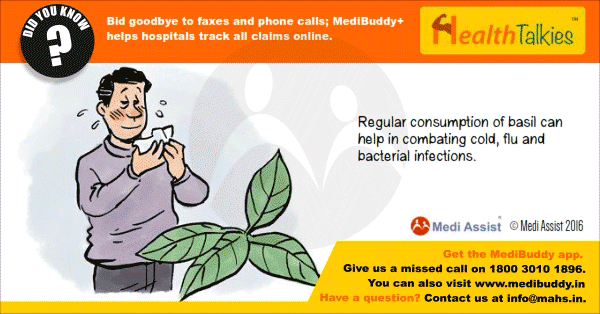 DID YOU KNOW
?
Bid goodbye to faxes and phone calls; MediBuddy+
helps hospitals track all claims online.
HealthTalkies™
Regular consumption of basil can
help in combating cold, flu and
bacterial infections.
Medi Assist® © Medi Assist 2016
Get the MediBuddy app.
Give us a missed call on 1800 3010 1896.
You can also visit www.medibuddy.in
Have a question? Contact us at info@mahs.in.